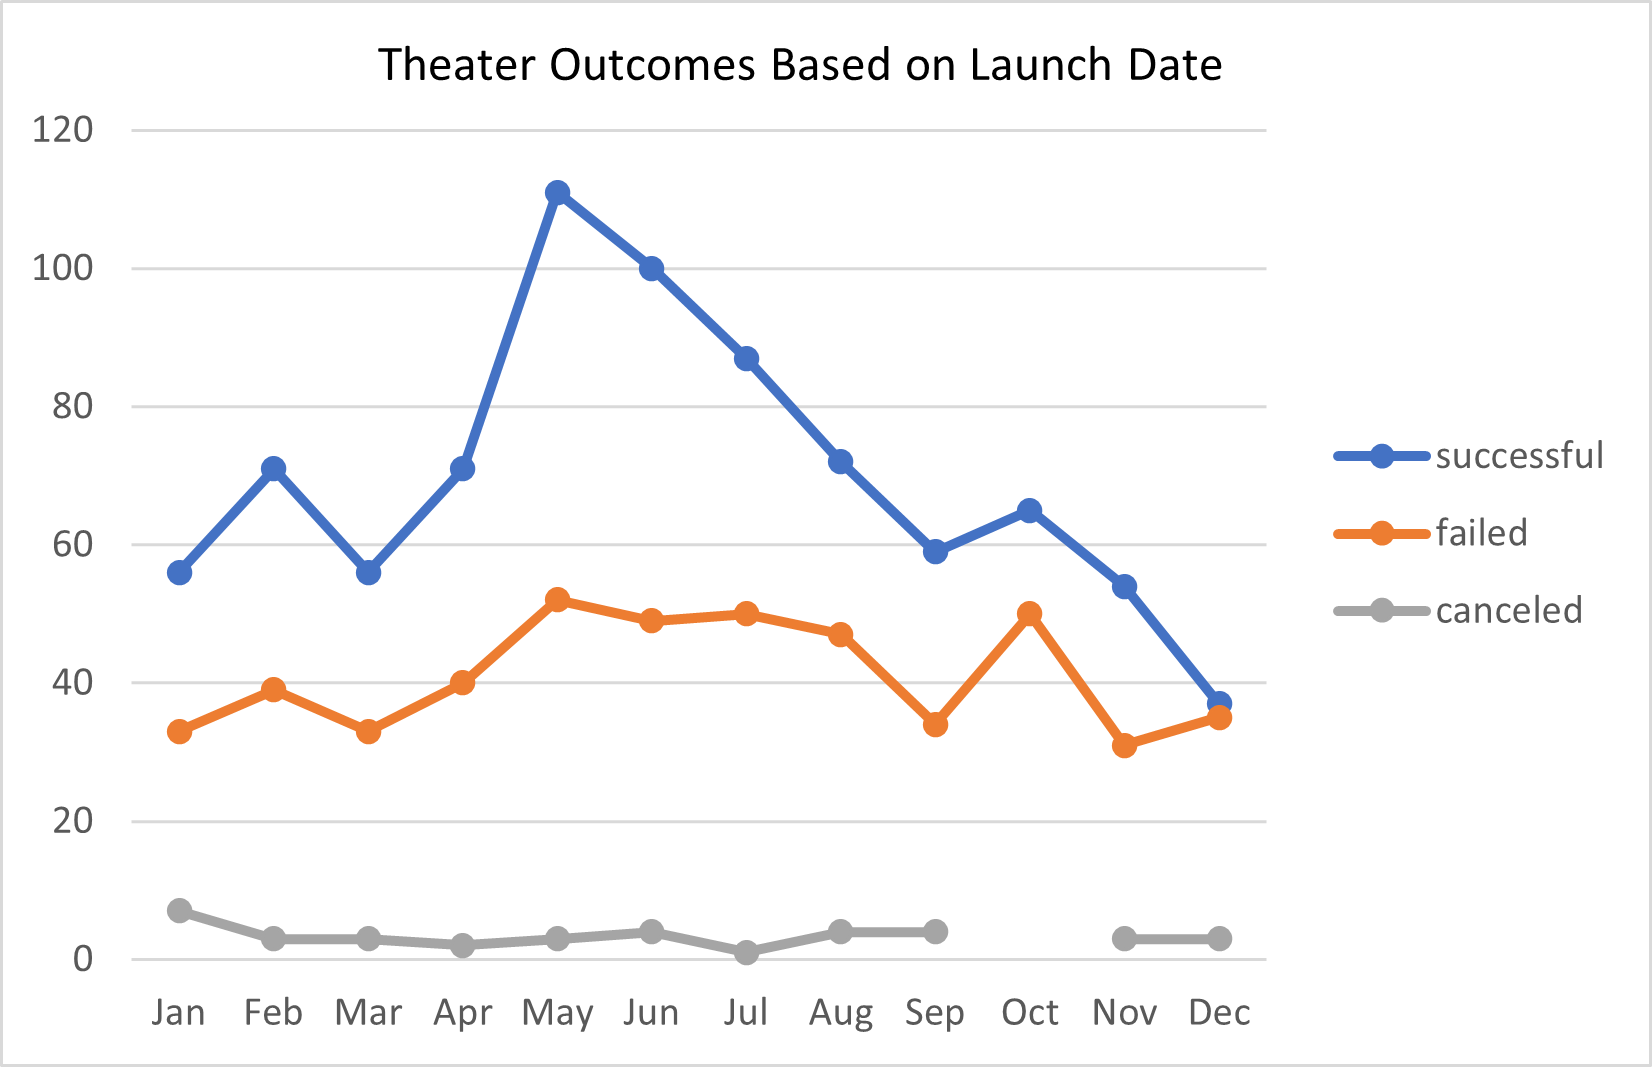 Theater Outcomes Based on Launch Date
120
100
80
60
40
20
0
Jan Feb Mar Apr May Jun Jul Aug Sep Oct Nov Dec
successful
failed
canceled